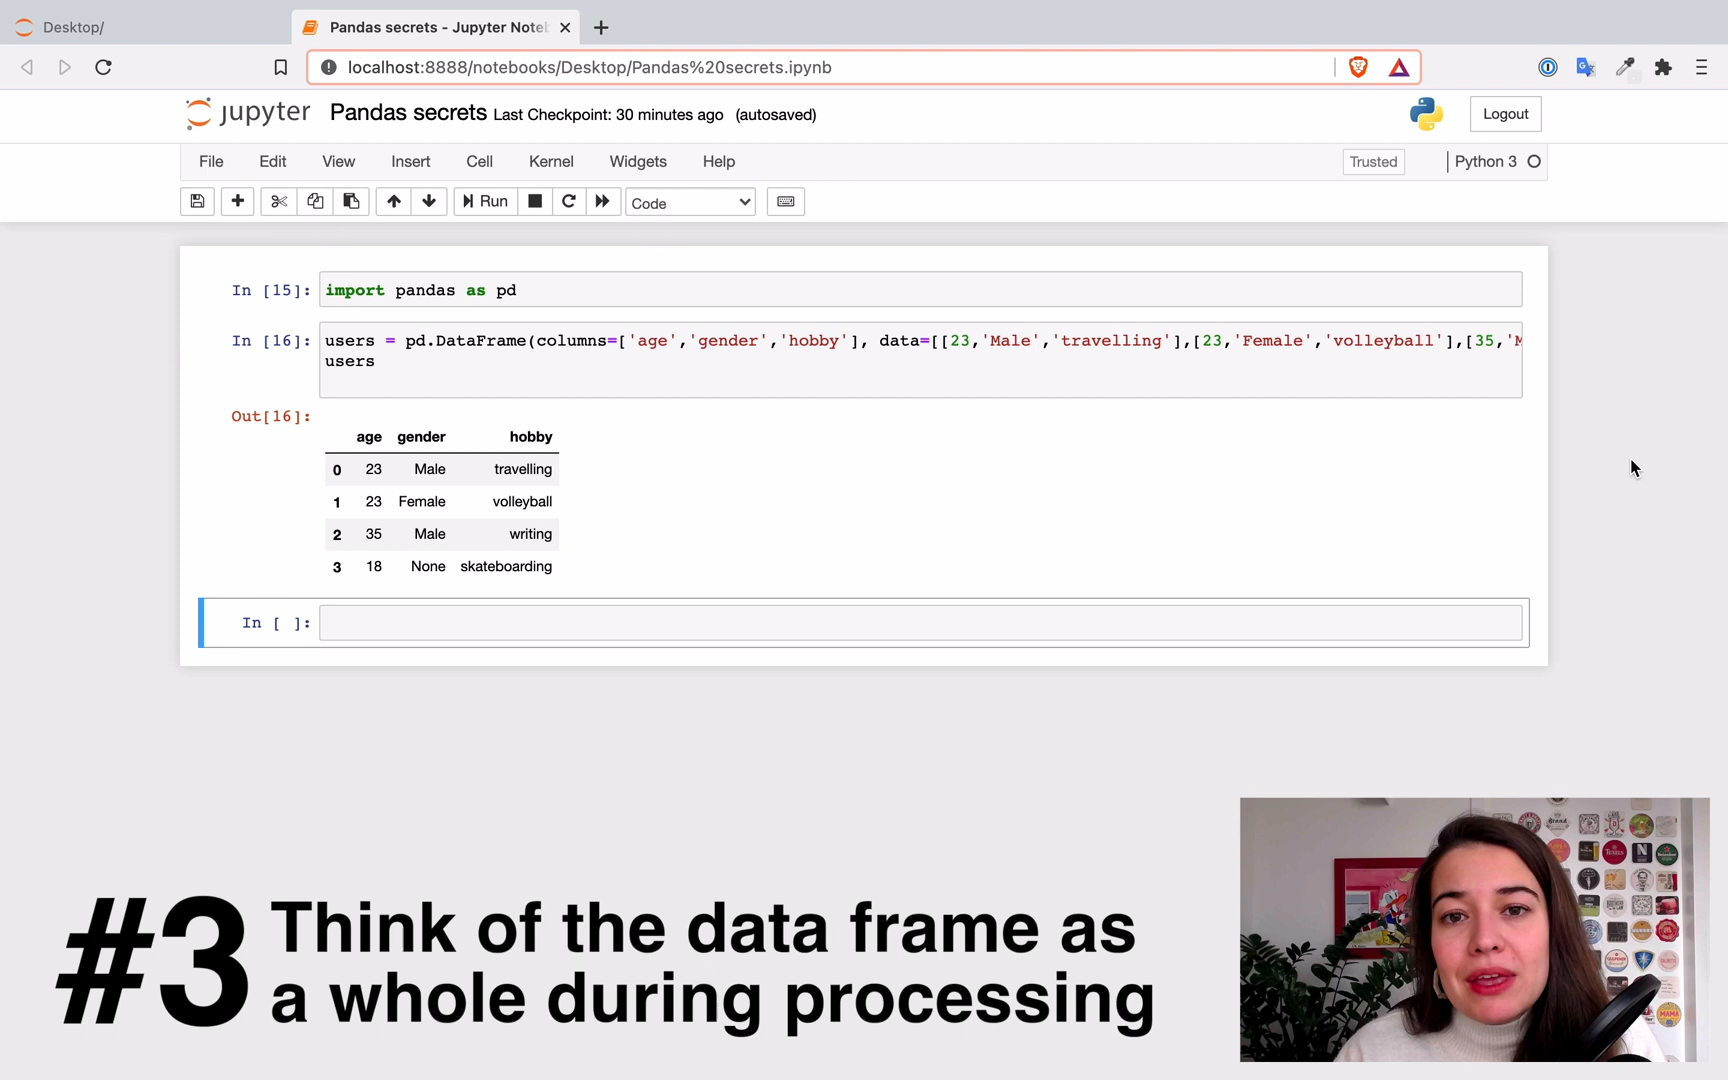 Desktop/
Pandas secrets - Jupyter Noteb
localhost:8888/notebooks/Desktop/Pandas%20secrets.ipynb
jupyter Pandas secrets Last Checkpoint: 30 minutes ago (autosaved)
Logout
File Edit View Insert Cell Kernel Widgets Help
Trusted Python 3
Run Code
In [15]: import pandas as pd
In [16]: users = pd.DataFrame(columns=['age','gender','hobby'], data=[[23,'Male','travelling'],[23,'Female','volleyball'],[35,'M
users
Out[16]:
age gender hobby
0 23 Male travelling
1 23 Female volleyball
2 35 Male writing
3 18 None skateboarding
In [ ]:
#3 Think of the data frame as
a whole during processing